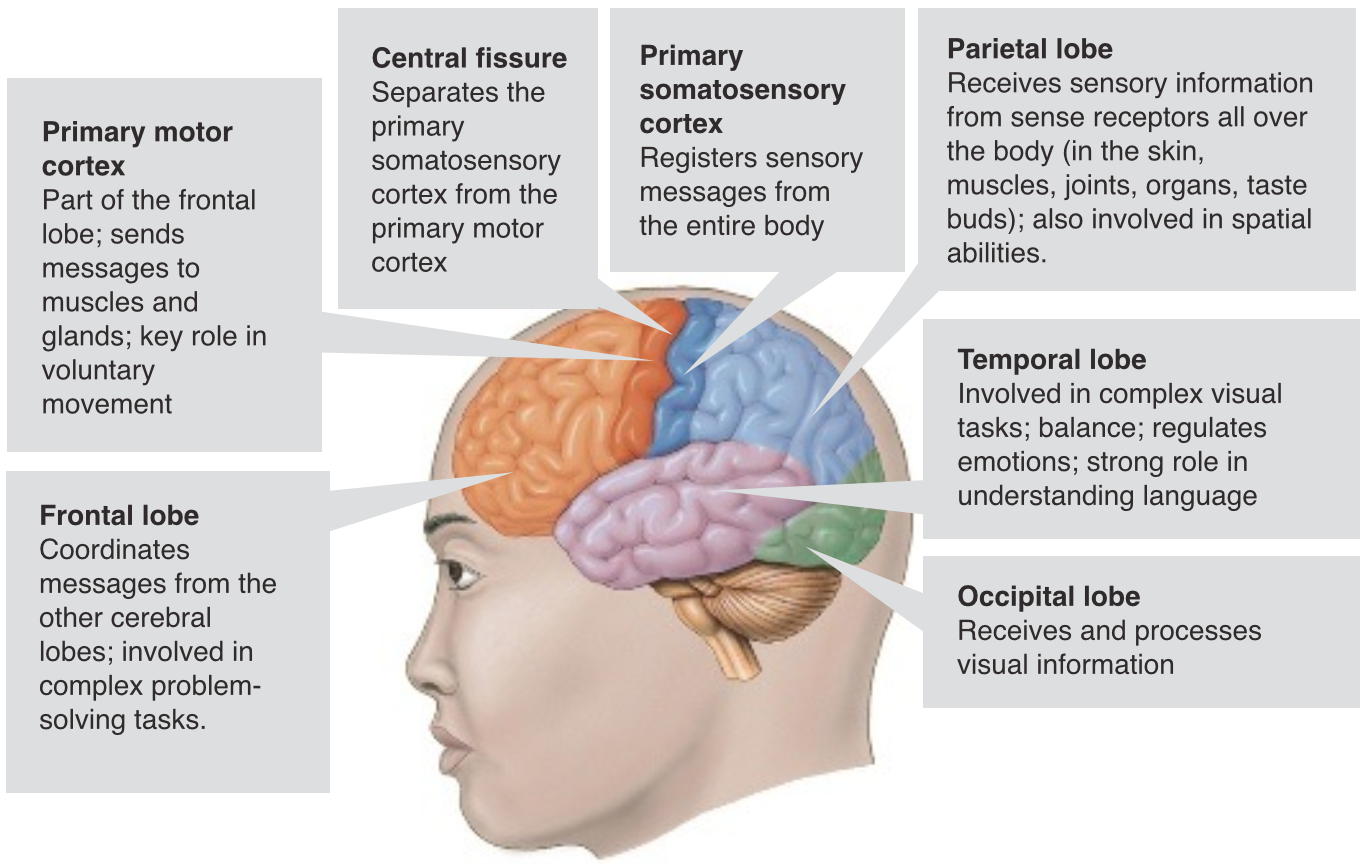 Primary motor
cortex
Part of the frontal
lobe; sends
messages to
muscles and
glands; key role in
voluntary
movement
Central fissure
Separates the
primary
somatosensory
cortex from the
primary motor
cortex
Primary
somatosensory
cortex
Registers sensory
messages from
the entire body
Parietal lobe
Receives sensory information
from sense receptors all over
the body (in the skin,
muscles, joints, organs, taste
buds); also involved in spatial
abilities.
Temporal lobe
Involved in complex visual
tasks; balance; regulates
emotions; strong role in
understanding language
Frontal lobe
Coordinates
messages from the
other cerebral
lobes; involved in
complex problem-
solving tasks.
Occipital lobe
Receives and processes
visual information